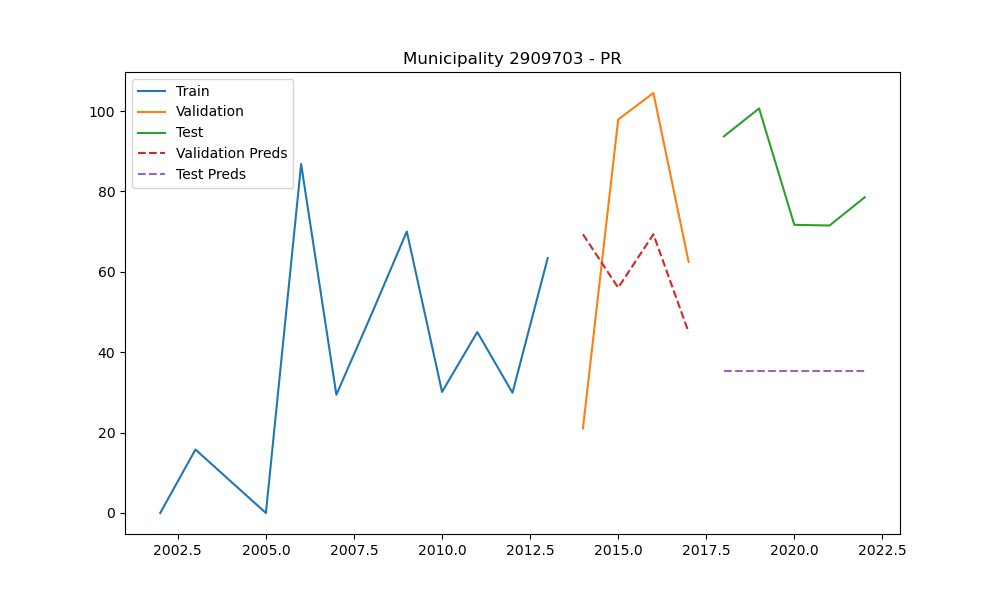 Municipality 2909703 - PR
Train
Validation
Test
Validation Preds
Test Preds
100
80
60
40
20
0
2002.5 2005.0 2007.5 2010.0 2012.5 2015.0 2017.5 2020.0 2022.5